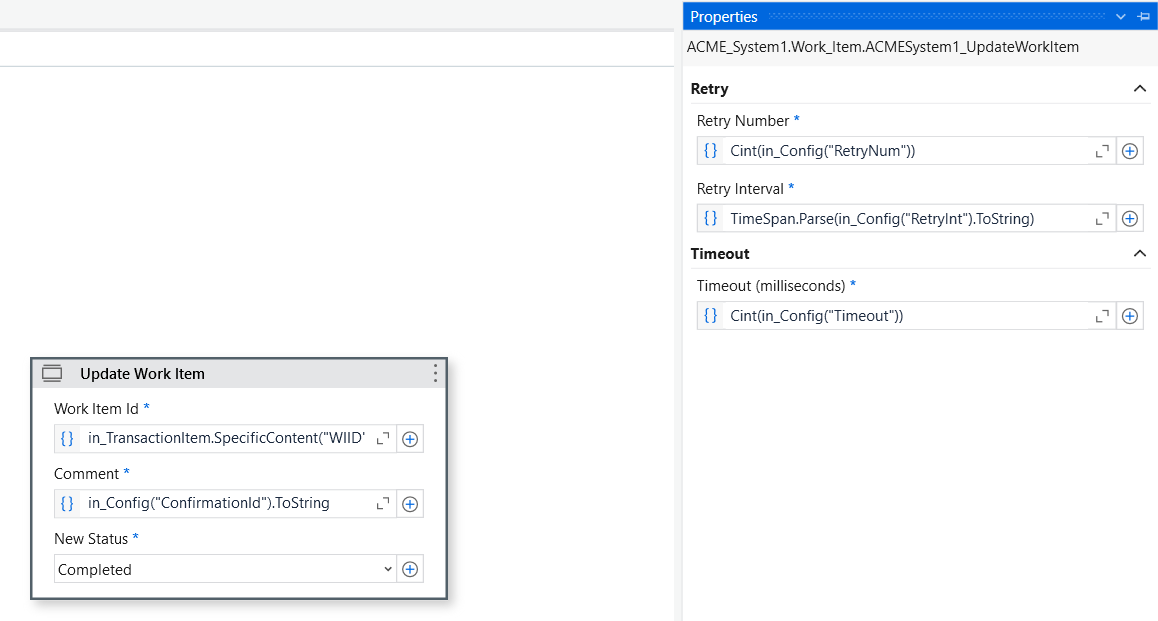 Properties
ACME_System1.Work_Item.ACMESystem1_UpdateWorkItem
Retry
Retry Number *
{} Cint(in_Config("RetryNum"))
Retry Interval *
{} TimeSpan.Parse(in_Config("RetryInt").ToString)
Timeout
Timeout (milliseconds) *
{} Cint(in_Config("Timeout"))
Update Work Item
Work Item Id *
{} in_TransactionItem.SpecificContent("WIID'
Comment *
{} in_Config("ConfirmationId").ToString
New Status *
Completed